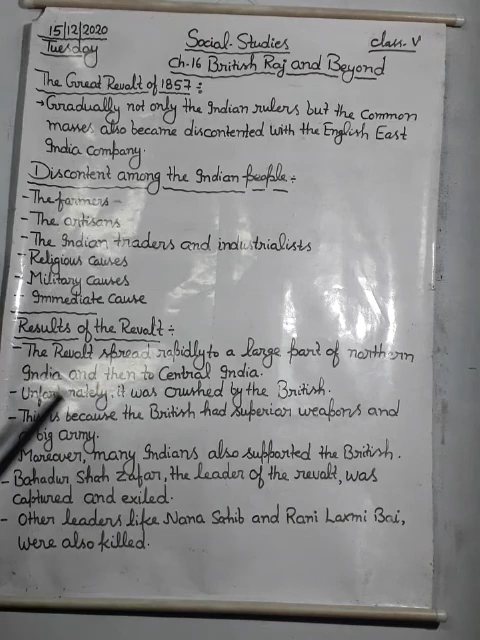 15/12/2020
Tuesday
Social-Studies
class-V
Ch.16 British Raj and Beyond
The Great Revolt of 1857:
→Gradually not only the Indian rulers but the common
masses also became discontented with the English East
India company.
Discontent among the Indian people:-
- The farmers-
- The artisans
- The Indian traders and industrialists
- Religious causes
- Military causes
- Immediate cause
Results of the Revolt:-
- The Revolt spread rapidly to a large part of northern
India and then to Central India.
- Unfortunately, it was crushed by the British.
- This is because the British had superior weapons and
big army.
Moreover, many Indians also supported the British.
- Bahadur Shah Zafar, the leader of the revolt, was
captured and exiled.
- Other leaders like Nana Sahib and Rani Laxmi Bai,
were also killed.